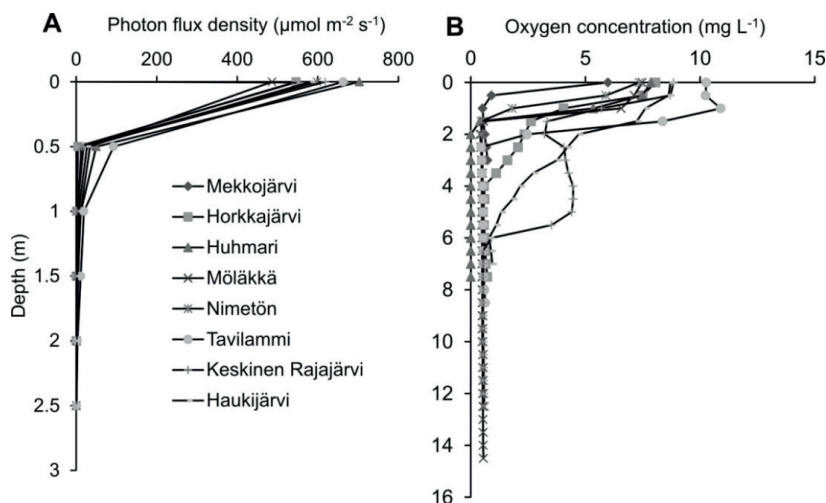 A
Photon flux density (µmol m⁻² s⁻¹)
0 200 400 600 800
0
0.5
1
1.5
2
2.5
3
Depth (m)
Mekkojärvi
Horkkajärvi
Huhmari
Möläkkä
Nimetön
Tavilammi
Keskinen Rajajärvi
Haukijärvi
B
Oxygen concentration (mg L⁻¹)
0 5 10 15
0
2
4
6
8
10
12
14
16